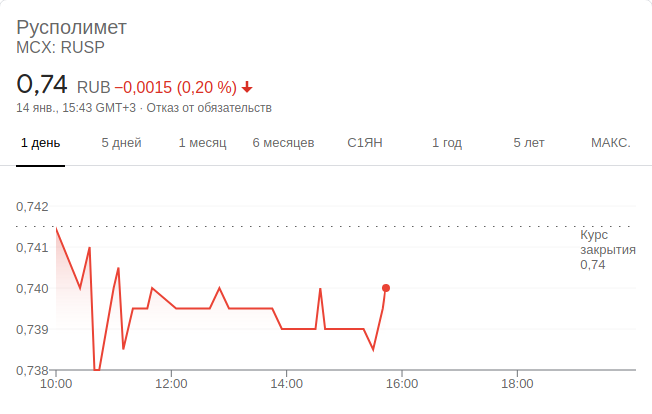 Русполимет
MCX: RUSP
0,74 RUB −0,0015 (0,20 %)
14 янв., 15:43 GMT+3 · Отказ от обязательств
1 день 5 дней 1 месяц 6 месяцев С1ЯН 1 год 5 лет МАКС.
0,742
0,741
0,740
0,739
0,738
Курс
закрытия
0,74
10:00 12:00 14:00 16:00 18:00